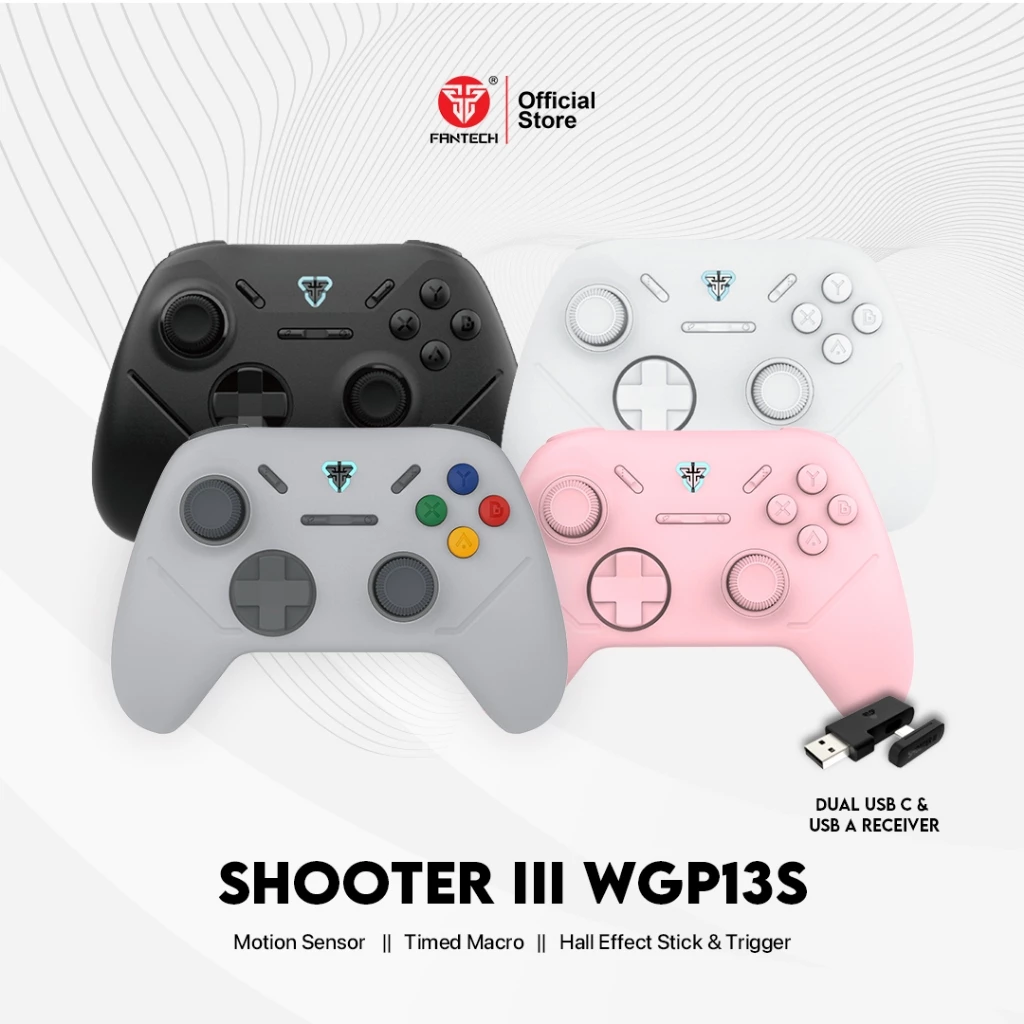 ®
FANTECH
Official
Store
Y
X
B
A
Y
X
B
A
Y
X
B
A
Y
X
B
A
DUAL USB C &
USB A RECEIVER
SHOOTER III WGP13S
Motion Sensor || Timed Macro || Hall Effect Stick & Trigger